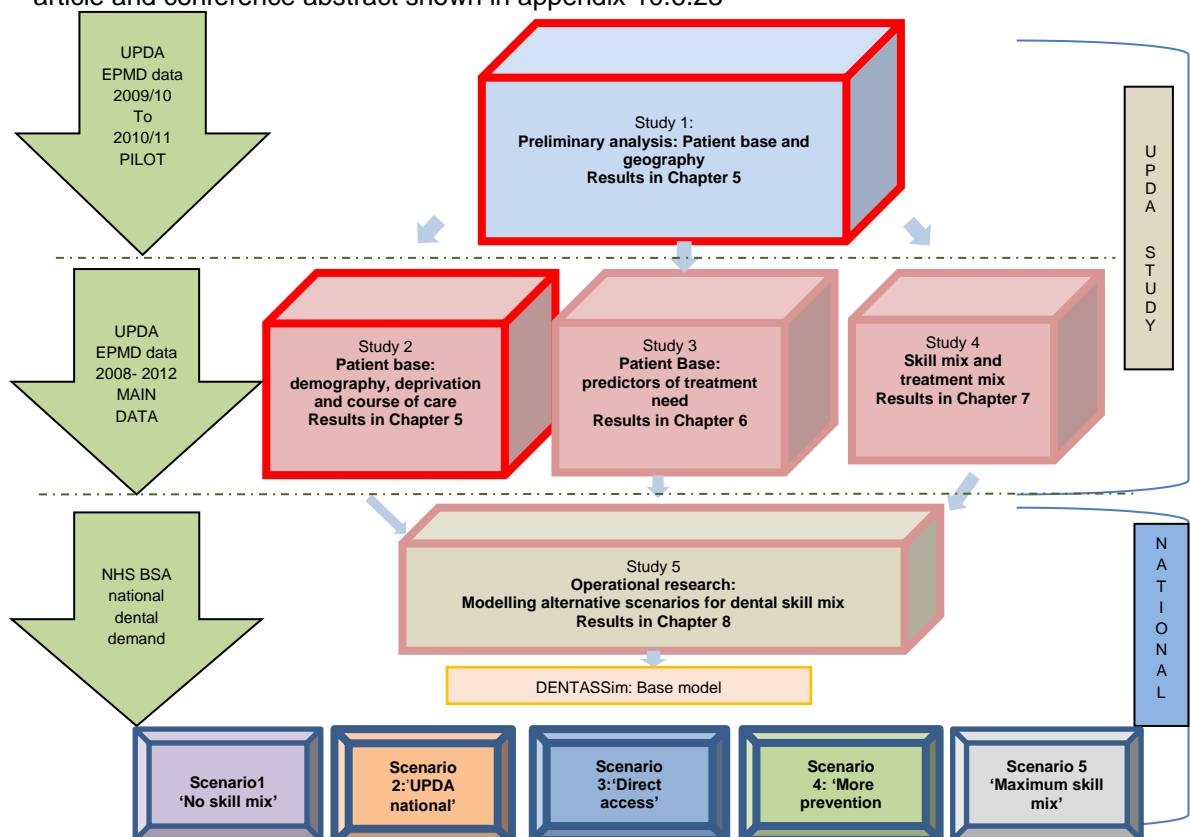 article and conference abstract shown in appendix 10.6.23
UPDA
EPMD data
2009/10
To
2010/11
PILOT
Study 1:
Preliminary analysis: Patient base and
geography
Results in Chapter 5
U
P
D
A
S
T
U
D
Y
UPDA
EPMD data
2008- 2012
MAIN
DATA
Study 2
Patient base:
demography, deprivation
and course of care
Results in Chapter 5
Study 3
Patient Base:
predictors of treatment
need
Results in Chapter 6
Study 4
Skill mix and
treatment mix
Results in Chapter 7
NHS BSA
national
dental
demand
Study 5
Operational research:
Modelling alternative scenarios for dental skill mix
Results in Chapter 8
N
A
T
I
O
N
A
L
DENTASSim: Base model
Scenario1
'No skill mix'
Scenario
2:'UPDA
national'
Scenario
3:'Direct
access'
Scenario
4: 'More
prevention
Scenario 5
'Maximum skill
mix'